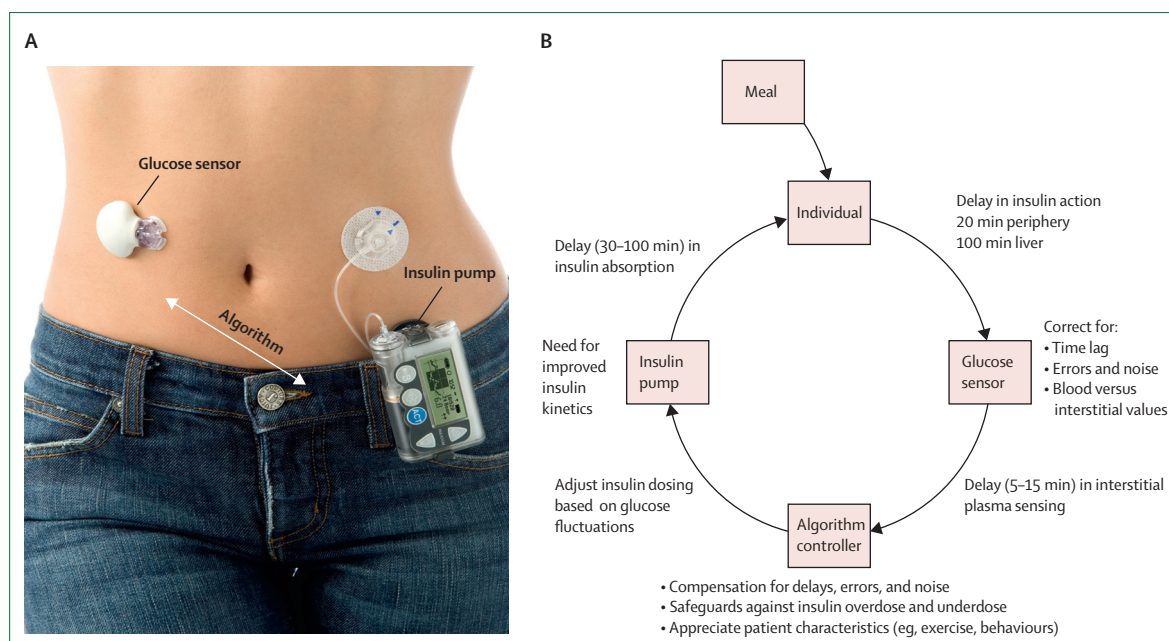 A
Glucose sensor
Insulin pump
Algorithm
ACT
B
Meal
Individual
Delay in insulin action
20 min periphery
100 min liver
Delay (30–100 min) in
insulin absorption
Need for
improved
insulin
kinetics
Insulin
pump
Glucose
sensor
Correct for:
• Time lag
• Errors and noise
• Blood versus
interstitial values
Adjust insulin dosing
based on glucose
fluctuations
Delay (5–15 min) in interstitial
plasma sensing
Algorithm
controller
• Compensation for delays, errors, and noise
• Safeguards against insulin overdose and underdose
• Appreciate patient characteristics (eg, exercise, behaviours)